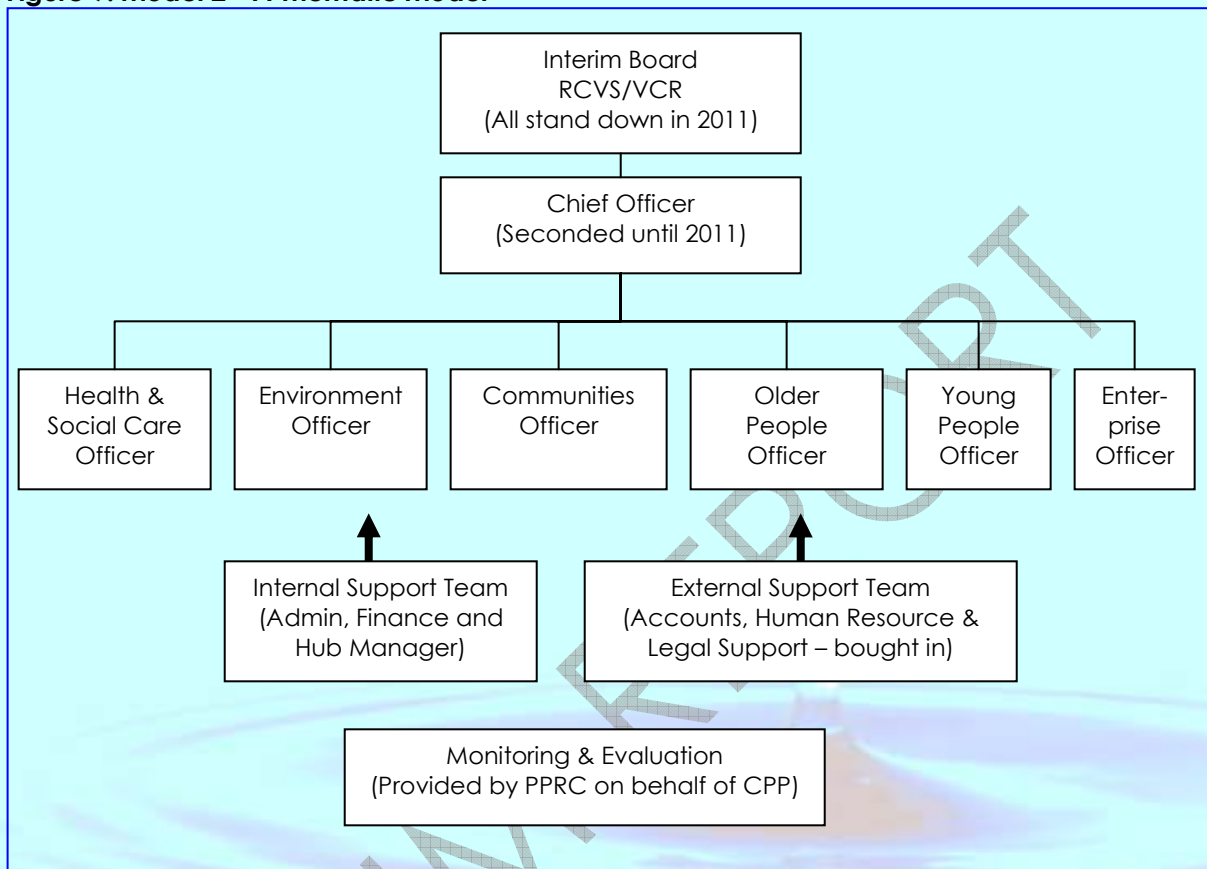 Interim Board
RCVS/VCR
(All stand down in 2011)
Chief Officer
(Seconded until 2011)
Health &
Social Care
Officer
Environment
Officer
Communities
Officer
Older
People
Officer
Young
People
Officer
Enter-
prise
Officer
Internal Support Team
(Admin, Finance and
Hub Manager)
External Support Team
(Accounts, Human Resource &
Legal Support – bought in)
Monitoring & Evaluation
(Provided by PPRC on behalf of CPP)